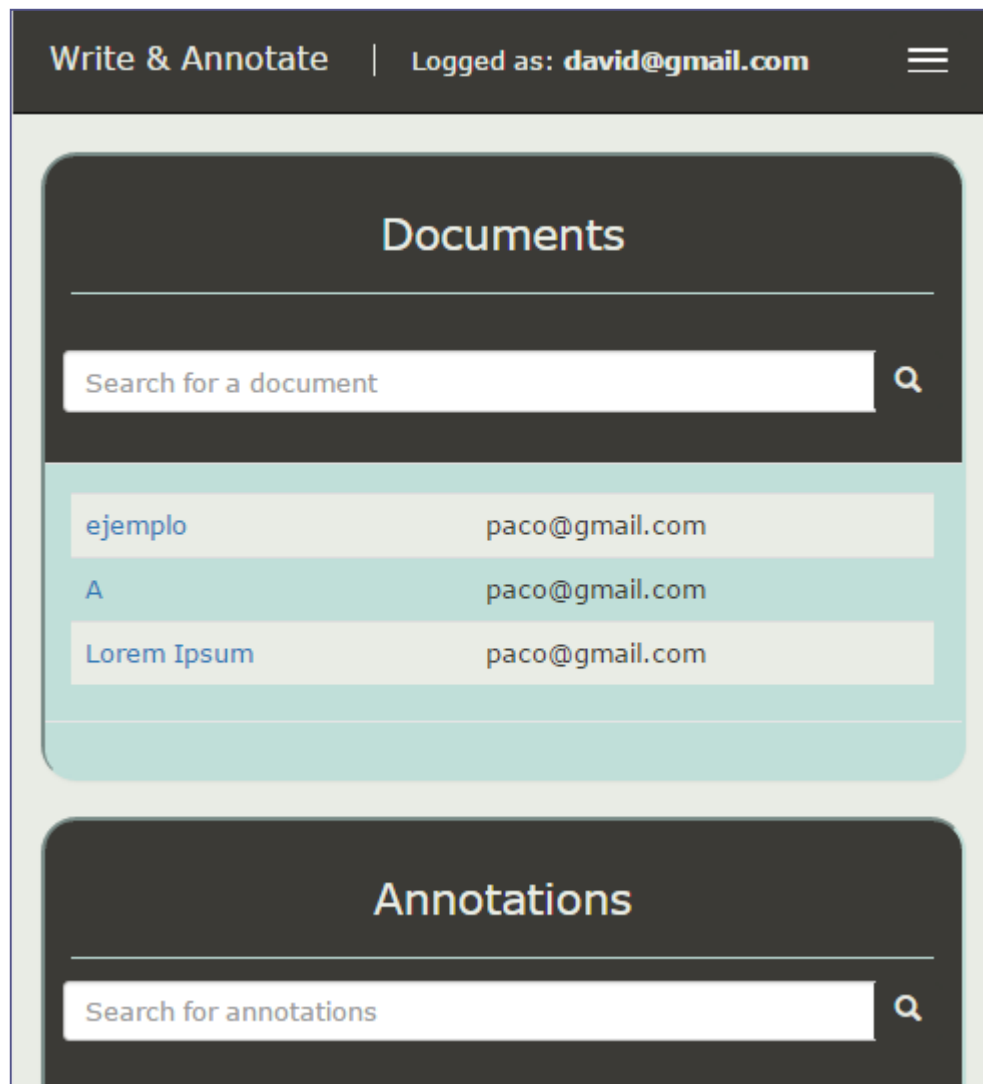 Write & Annotate | Logged as: david@gmail.com
Documents
Search for a document
ejemplo paco@gmail.com
A paco@gmail.com
Lorem Ipsum paco@gmail.com
Annotations
Search for annotations